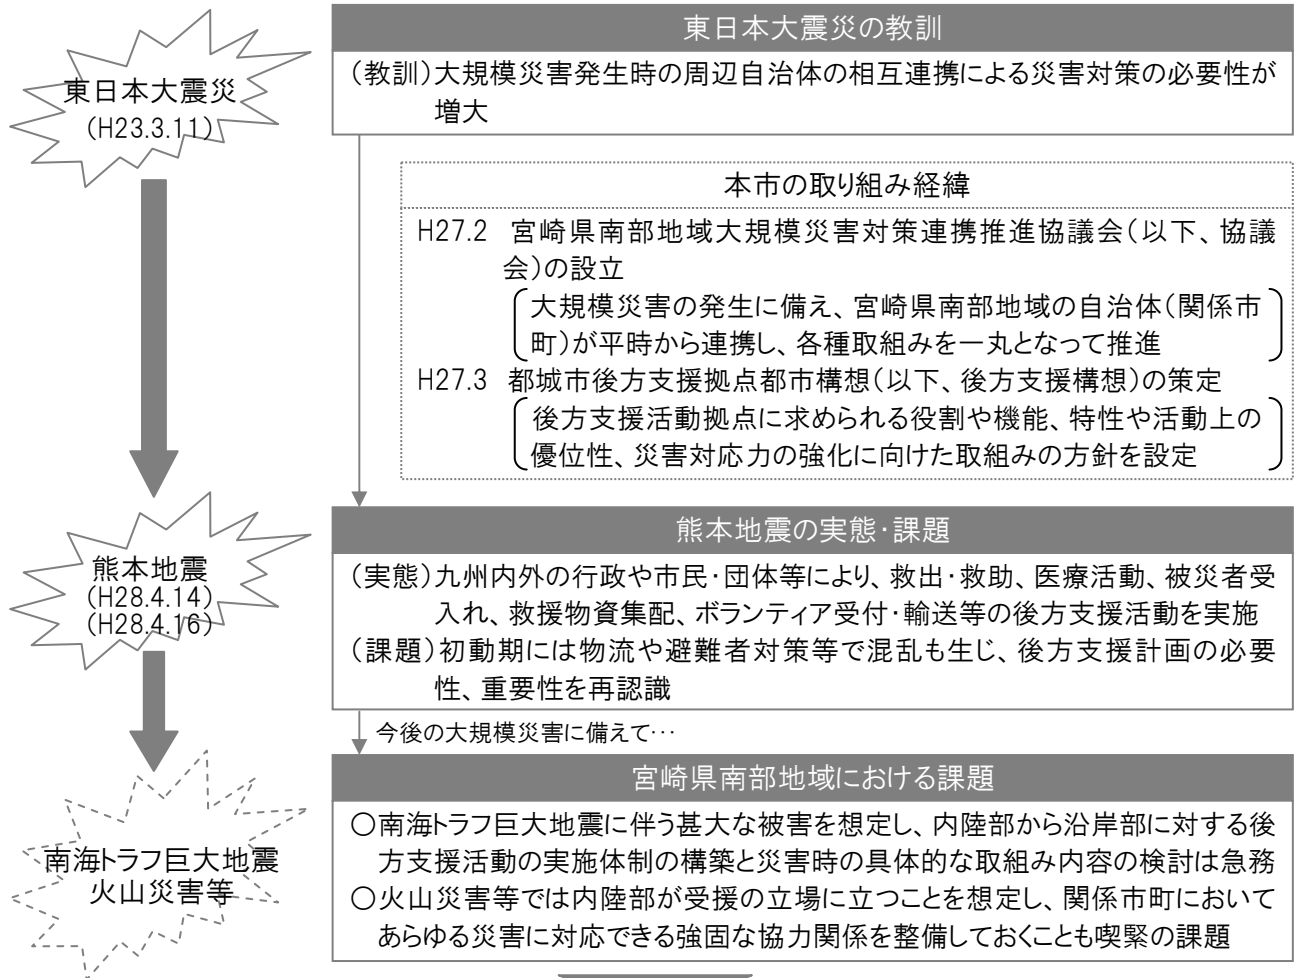 東日本大震災
(H23.3.11)
東日本大震災の教訓
(教訓)大規模災害発生時の周辺自治体の相互連携による災害対策の必要性が
増大
本市の取り組み経緯
H27.2 宮崎県南部地域大規模災害対策連携推進協議会(以下、協議
会)の設立
大規模災害の発生に備え、宮崎県南部地域の自治体(関係市
町)が平時から連携し、各種取組みを一丸となって推進
H27.3 都城市後方支援拠点都市構想(以下、後方支援構想)の策定
後方支援活動拠点に求められる役割や機能、特性や活動上の
優位性、災害対応力の強化に向けた取組みの方針を設定
熊本地震
(H28.4.14)
(H28.4.16)
熊本地震の実態・課題
(実態)九州内外の行政や市民・団体等により、救出・救助、医療活動、被災者受
入れ、救援物資集配、ボランティア受付・輸送等の後方支援活動を実施
(課題)初動期には物流や避難者対策等で混乱も生じ、後方支援計画の必要
性、重要性を再認識
今後の大規模災害に備えて…
南海トラフ巨大地震
火山災害等
宮崎県南部地域における課題
○南海トラフ巨大地震に伴う甚大な被害を想定し、内陸部から沿岸部に対する後
方支援活動の実施体制の構築と災害時の具体的な取組み内容の検討は急務
○火山災害等では内陸部が受援の立場に立つことを想定し、関係市町において
あらゆる災害に対応できる強固な協力関係を整備しておくことも喫緊の課題